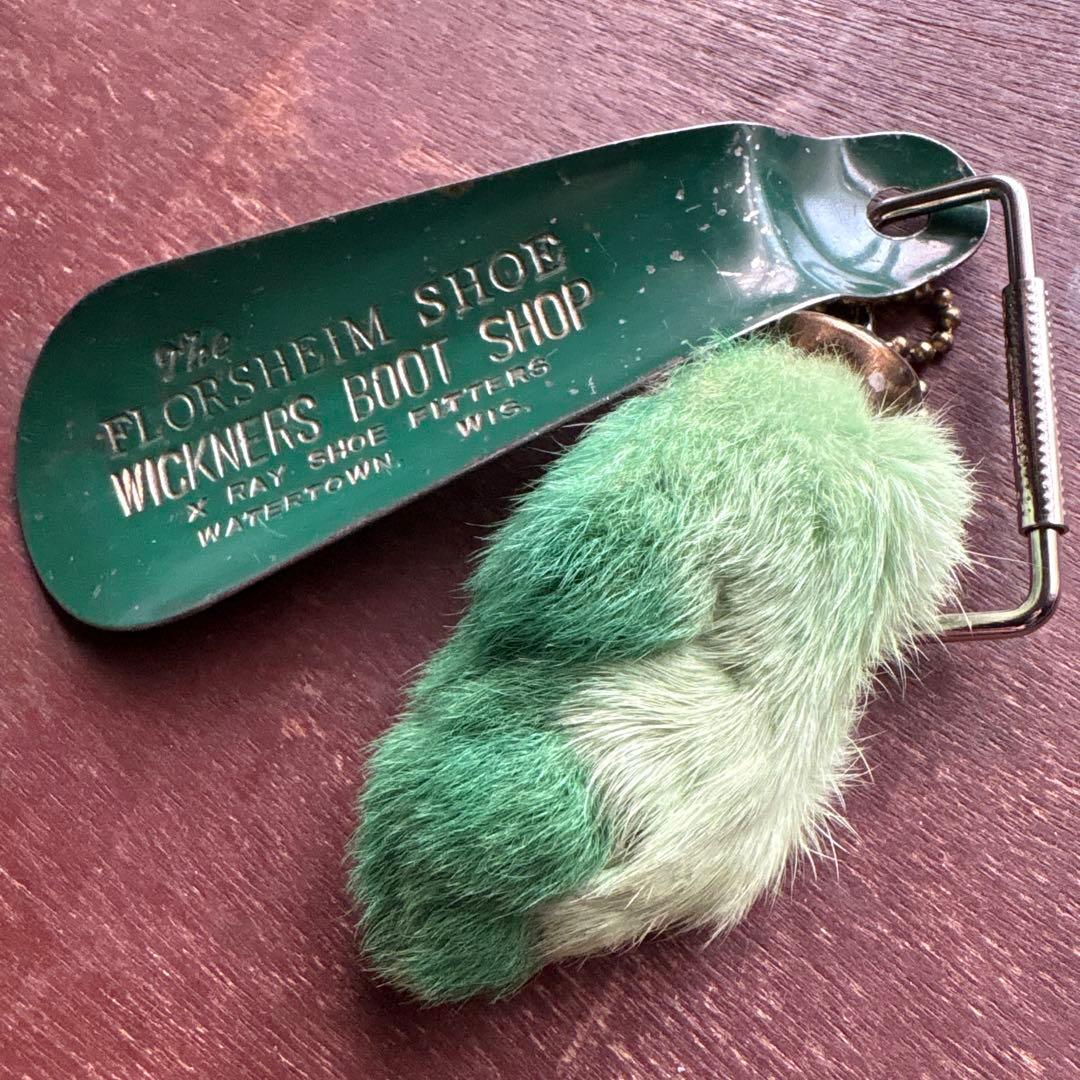 The
FLORSHEIM SHOE
WICKNERS BOOT SHOP
X RAY SHOE FITTERS
WATERTOWN. WIS.